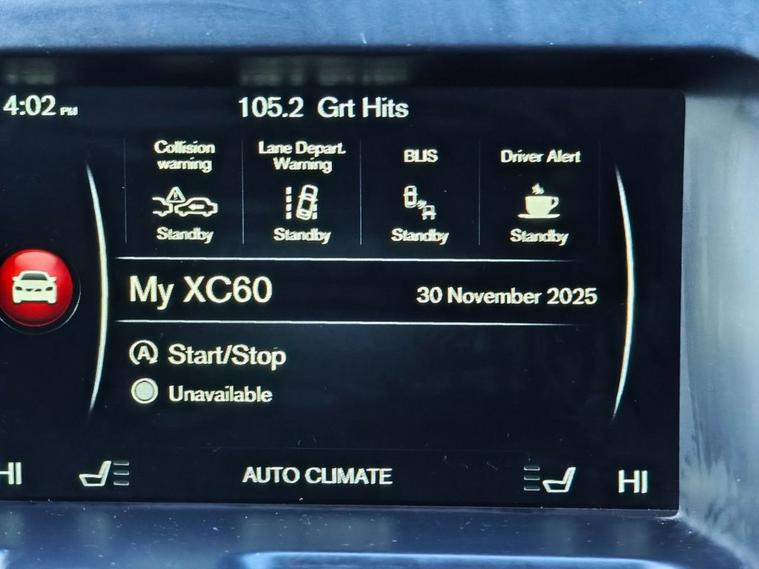 4:02 PM
105.2 Grt Hits
Collision
warning
Standby
Lane Depart.
Warning
Standby
BLIS
Standby
Driver Alert
Standby
My XC60
30 November 2025
A Start/Stop
Unavailable
HI
AUTO CLIMATE
HI